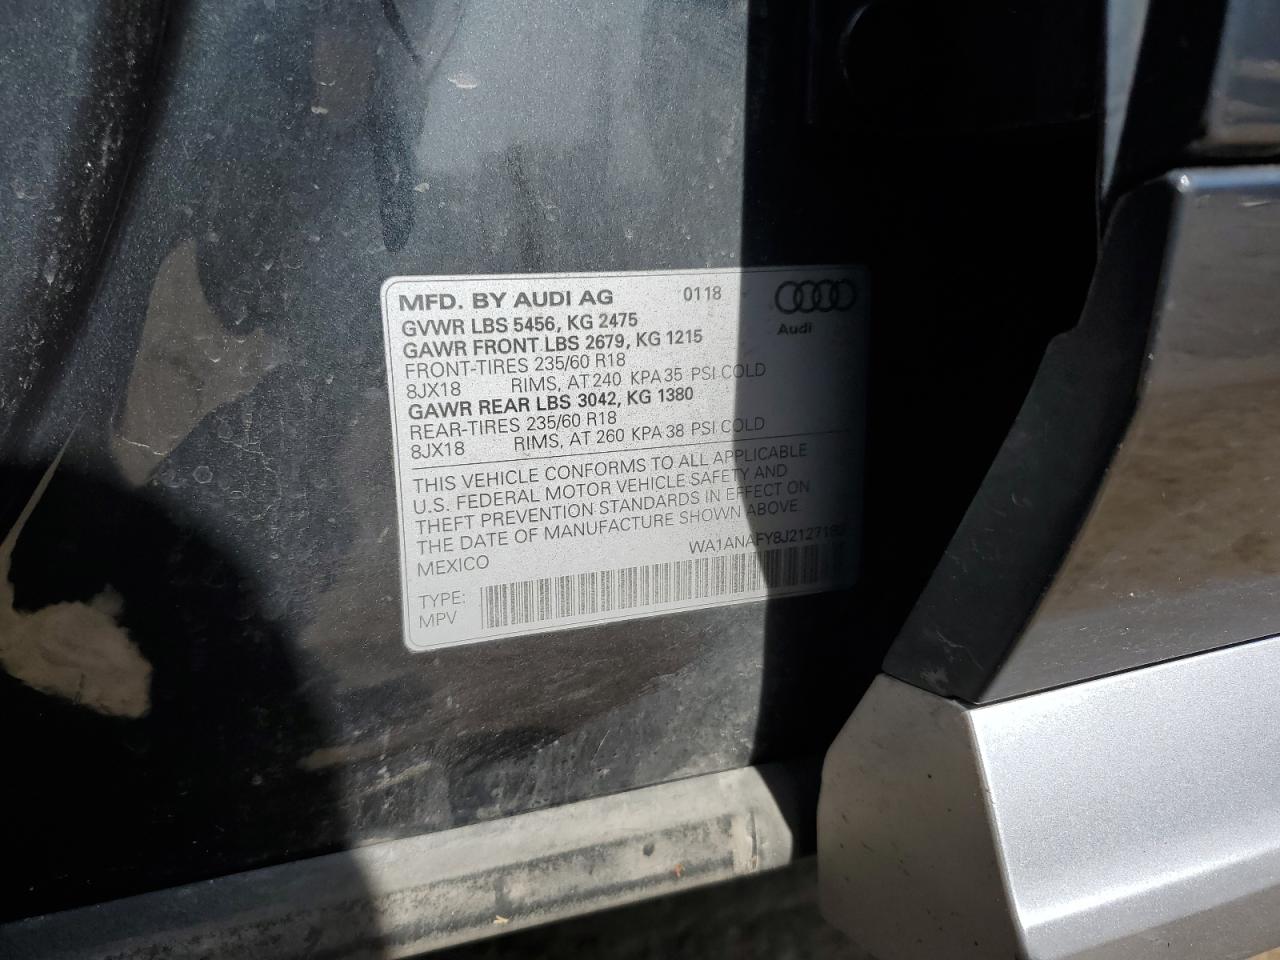 MFD. BY AUDI AG 0118
Audi
GVWR LBS 5456, KG 2475
GAWR FRONT LBS 2679, KG 1215
FRONT-TIRES 235/60 R18
8JX18 RIMS, AT 240 KPA 35 PSI COLD
GAWR REAR LBS 3042, KG 1380
REAR-TIRES 235/60 R18
8JX18 RIMS, AT 260 KPA 38 PSI COLD
THIS VEHICLE CONFORMS TO ALL APPLICABLE
U.S. FEDERAL MOTOR VEHICLE SAFETY AND
THEFT PREVENTION STANDARDS IN EFFECT ON
THE DATE OF MANUFACTURE SHOWN ABOVE.
MEXICO
TYPE:
MPV